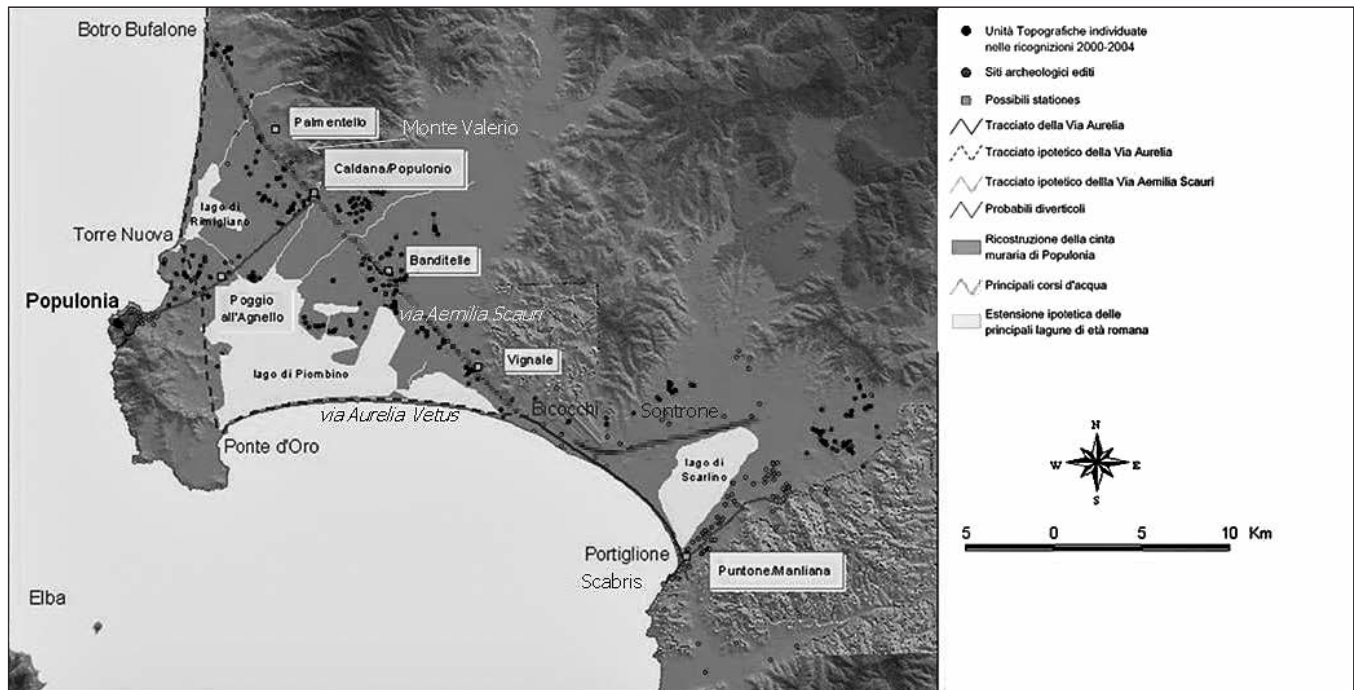 Botro Bufalone
Palmentello
Monte Valerio
Caldana/Populonio
lago di
Rimigliano
Torre Nuova
Banditelle
Populonia
Poggio
all'Agnello
via Aemilia Scauri
Vignale
lago di Piombino
via Aurelia Vetus
Bicocchi
Sontrone
Ponte d'Oro
lago di
Scarlino
Portiglione
Scabris
Puntone/Manliana
Elba
Unità Topografiche individuate
nelle ricognizioni 2000-2004
Siti archeologici editi
Possibili stationes
Tracciato della Via Aurelia
Tracciato ipotetico della Via Aurelia
Tracciato ipotetico dellla Via Aemilia Scauri
Probabili diverticoli
Ricostruzione della cinta
muraria di Populonia
Principali corsi d'acqua
Estensione ipotetica delle
principali lagune di età romana
N
W
E
S
5 0 5 10 Km